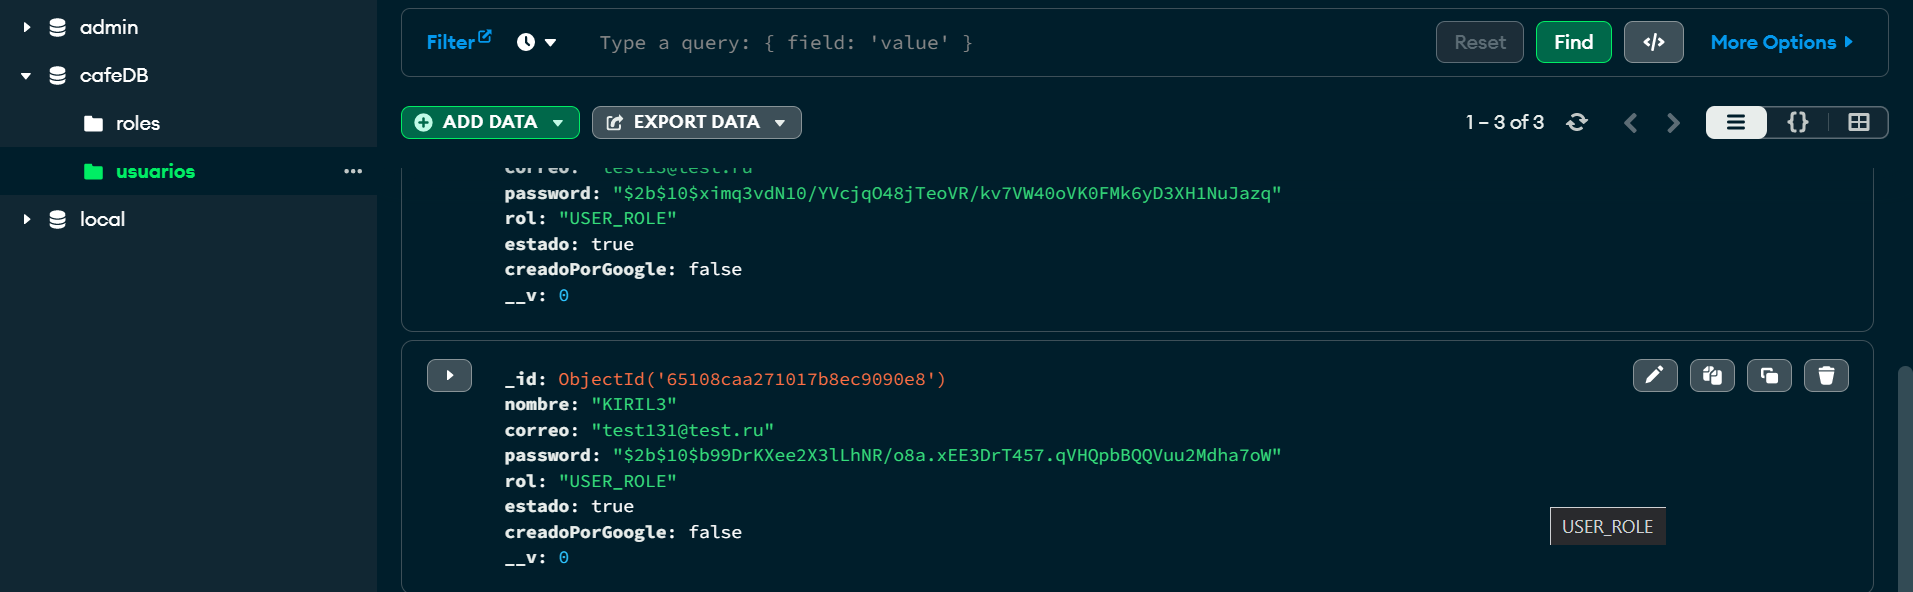 admin
cafeDB
roles
usuarios
local
Filter
Type a query: { field: 'value' }
Reset
Find
</>
More Options
ADD DATA
EXPORT DATA
1 – 3 of 3
{}
correo: "test13@test.ru"
password: "$2b$10$ximq3vdN10/YVcjqO48jTeoVR/kv7VW40oVK0FMk6yD3XH1NuJazq"
rol: "USER_ROLE"
estado: true
creadoPorGoogle: false
__v: 0
_id: ObjectId('65108caa271017b8ec9090e8')
nombre: "KIRIL3"
correo: "test131@test.ru"
password: "$2b$10$b99DrKXee2X3lLhNR/o8a.xEE3DrT457.qVHQpbBQQVuu2Mdha7oW"
rol: "USER_ROLE"
estado: true
creadoPorGoogle: false
__v: 0
USER_ROLE